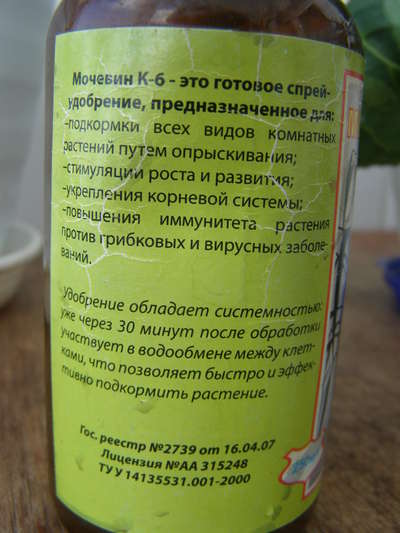 Мочевин К-6 - это готовое спрей-
удобрение, предназначенное для:
-подкормки всех видов комнатных
растений путем опрыскивания;
-стимуляции роста и развития;
-укрепления корневой системы;
-повышения иммунитета растения
против грибковых и вирусных заболе-
ваний.
Удобрение обладает системностью:
уже через 30 минут после обработки
участвует в водообмене между клет-
ками, что позволяет быстро и эффек-
тивно подкормить растение.
Гос. реестр №2739 от 16.04.07
Лицензия №АА 315248
ТУ У 14135531.001-2000